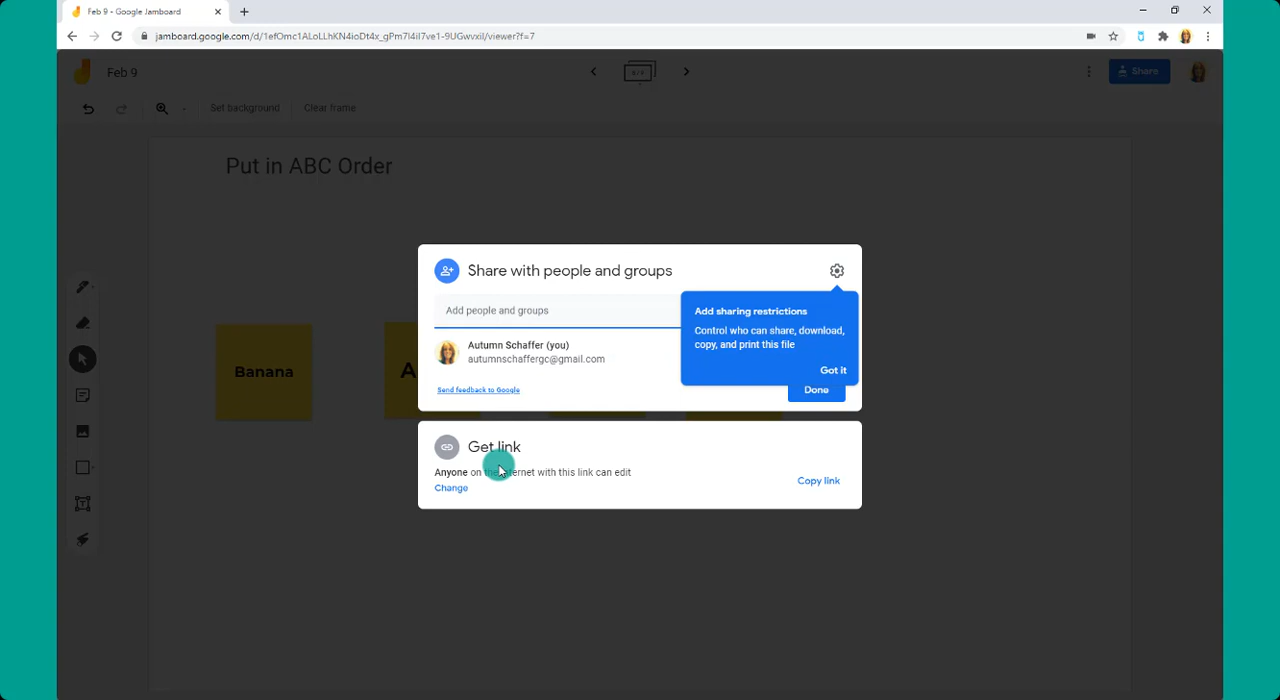 Feb 9 - Google Jamboard
jamboard.google.com/d/1efOmc1ALoLLhKN4ioDt4x_gPm7l4il7ve1-9UGwvxiI/viewer?f=7
Feb 9
Share
Set background
Clear frame
Put in ABC Order
Banana
A
Share with people and groups
Add people and groups
Add sharing restrictions
Control who can share, download,
copy, and print this file
Got it
Autumn Schaffer (you)
autumnschaffergc@gmail.com
Send feedback to Google
Done
Get link
Anyone on the internet with this link can edit
Change
Copy link